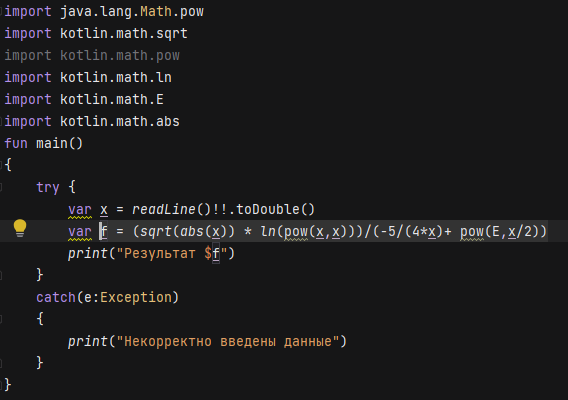 import java.lang.Math.pow
import kotlin.math.sqrt
import kotlin.math.pow
import kotlin.math.ln
import kotlin.math.E
import kotlin.math.abs
fun main()
{
    try {
        var x = readLine()!!.toDouble()
        var f = (sqrt(abs(x)) * ln(pow(x,x)))/(-5/(4*x)+ pow(E,x/2))
        print("Результат $f")
    }
    catch(e:Exception)
    {
        print("Некорректно введены данные")
    }
}